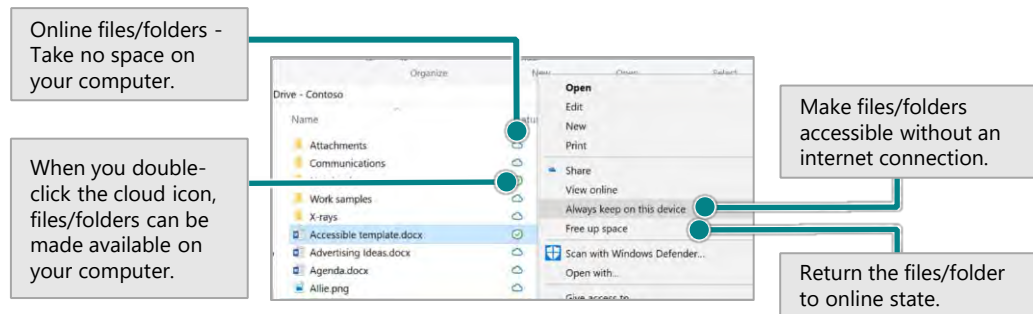 Online files/folders -
Take no space on
your computer.
When you double-
click the cloud icon,
files/folders can be
made available on
your computer.
Organize
New
Open
Select
Drive - Contoso
Name
Attachments
Communications
Work samples
X-rays
Accessible template.docx
Advertising Ideas.docx
Agenda.docx
Allie.png
Open
Edit
New
Print
Share
View online
Always keep on this device
Free up space
Scan with Windows Defender...
Open with...
Give access to
Make files/folders
accessible without an
internet connection.
Return the files/folder
to online state.